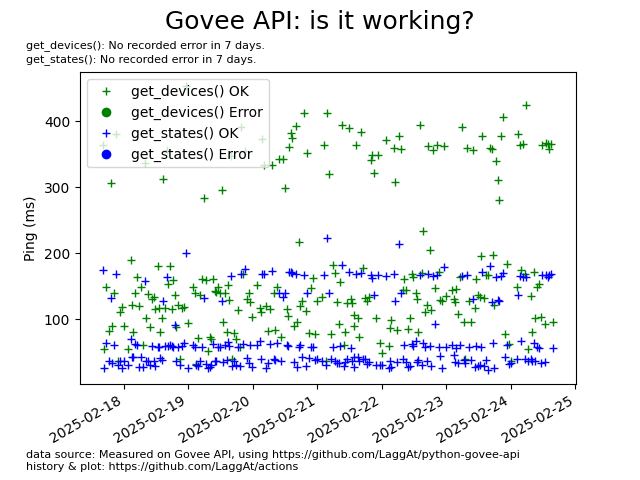 Govee API: is it working?
get_devices(): No recorded error in 7 days.
get_states(): No recorded error in 7 days.
get_devices() OK
get_devices() Error
get_states() OK
get_states() Error
400
300
200
100
Ping (ms)
2025-02-18
2025-02-19
2025-02-20
2025-02-21
2025-02-22
2025-02-23
2025-02-24
2025-02-25
data source: Measured on Govee API, using https://github.com/LaggAt/python-govee-api
history & plot: https://github.com/LaggAt/actions